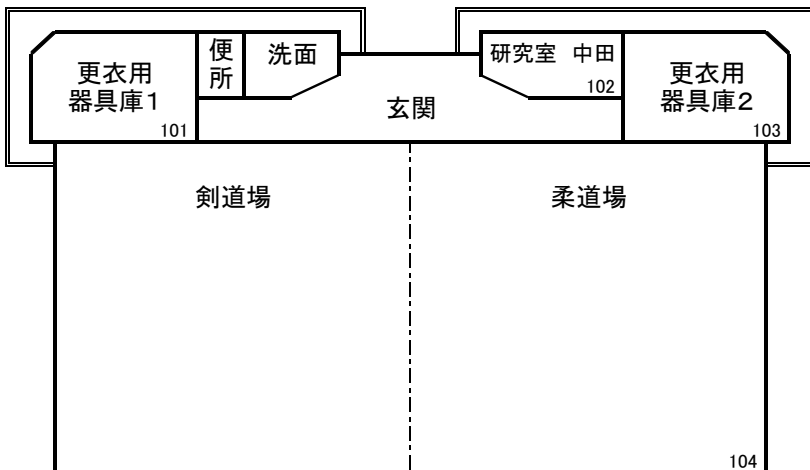 更衣用
器具庫1
101
便
所
洗面
玄関
研究室 中田
102
更衣用
器具庫2
103
剣道場
柔道場
104